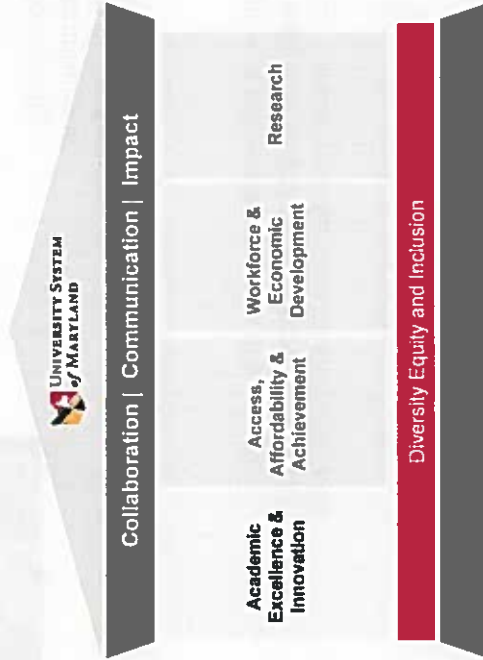 UNIVERSITY SYSTEM
of MARYLAND
Collaboration | Communication | Impact
Academic
Excellence &
Innovation
Access,
Affordability &
Achievement
Workforce &
Economic
Development
Research
Diversity Equity and Inclusion